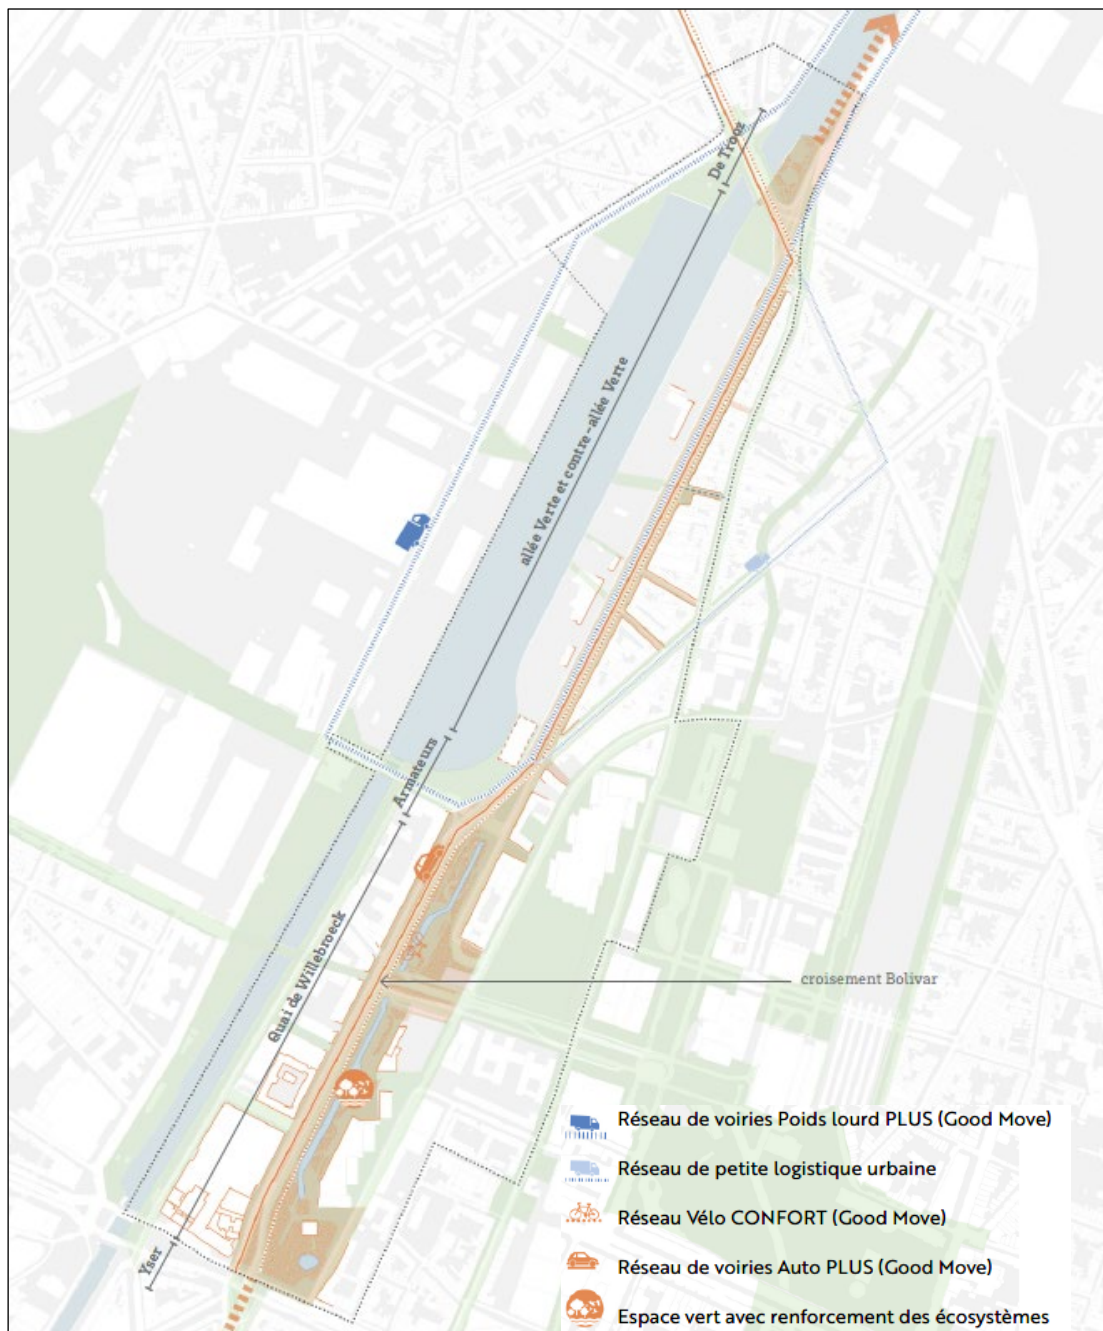 De Trooz
allée Verte et contre-allée Verte
Armateurs
Quai de Willebroeck
croisement Bolivar
Yser
Réseau de voiries Poids lourd PLUS (Good Move)
Réseau de petite logistique urbaine
Réseau Vélo CONFORT (Good Move)
Réseau de voiries Auto PLUS (Good Move)
Espace vert avec renforcement des écosystèmes